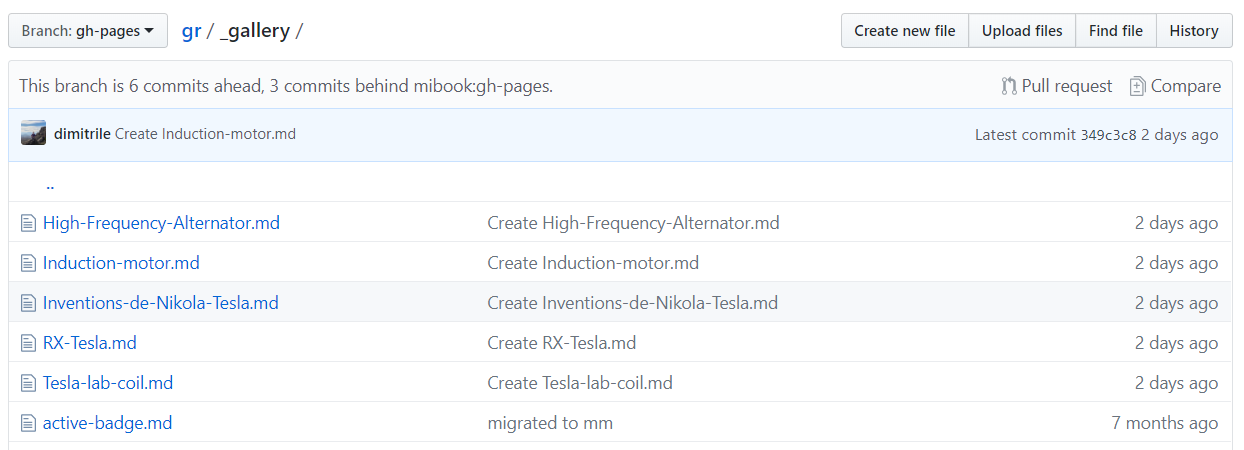 Branch: gh-pages gr / _gallery / Create new file Upload files Find file History
This branch is 6 commits ahead, 3 commits behind mibook:gh-pages. Pull request Compare
dimitrile Create Induction-motor.md Latest commit 349c3c8 2 days ago
..
High-Frequency-Alternator.md Create High-Frequency-Alternator.md 2 days ago
Induction-motor.md Create Induction-motor.md 2 days ago
Inventions-de-Nikola-Tesla.md Create Inventions-de-Nikola-Tesla.md 2 days ago
RX-Tesla.md Create RX-Tesla.md 2 days ago
Tesla-lab-coil.md Create Tesla-lab-coil.md 2 days ago
active-badge.md migrated to mm 7 months ago